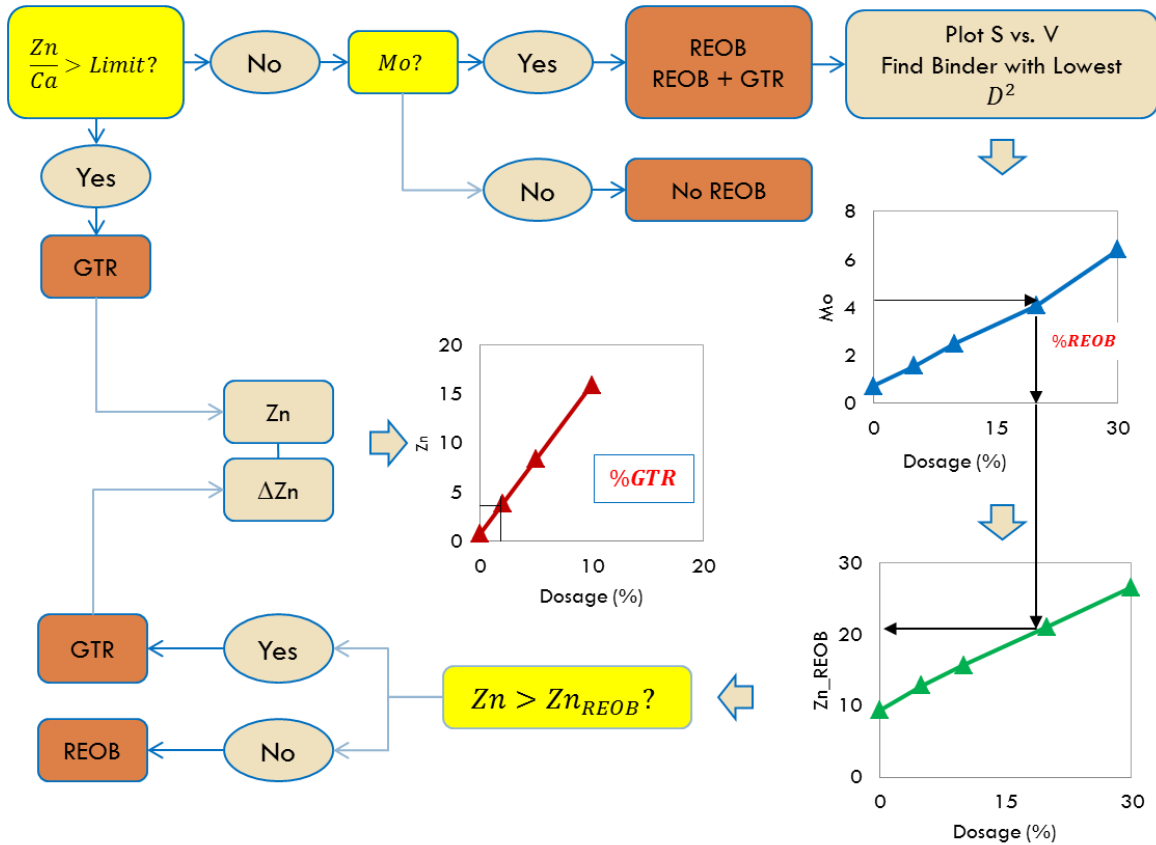 Zn/Ca > Limit?
No
Mo?
Yes
REOB
REOB + GTR
Plot S vs. V
Find Binder with Lowest
D²
Yes
No
No REOB
GTR
8
6
4
2
0
Mo
%REOB
0
15
30
Dosage (%)
Zn
ΔZn
20
15
10
5
0
Zn
%GTR
0
10
20
Dosage (%)
30
20
10
0
Zn_REOB
0
15
30
Dosage (%)
GTR
Yes
Zn > Zn_REOB?
REOB
No